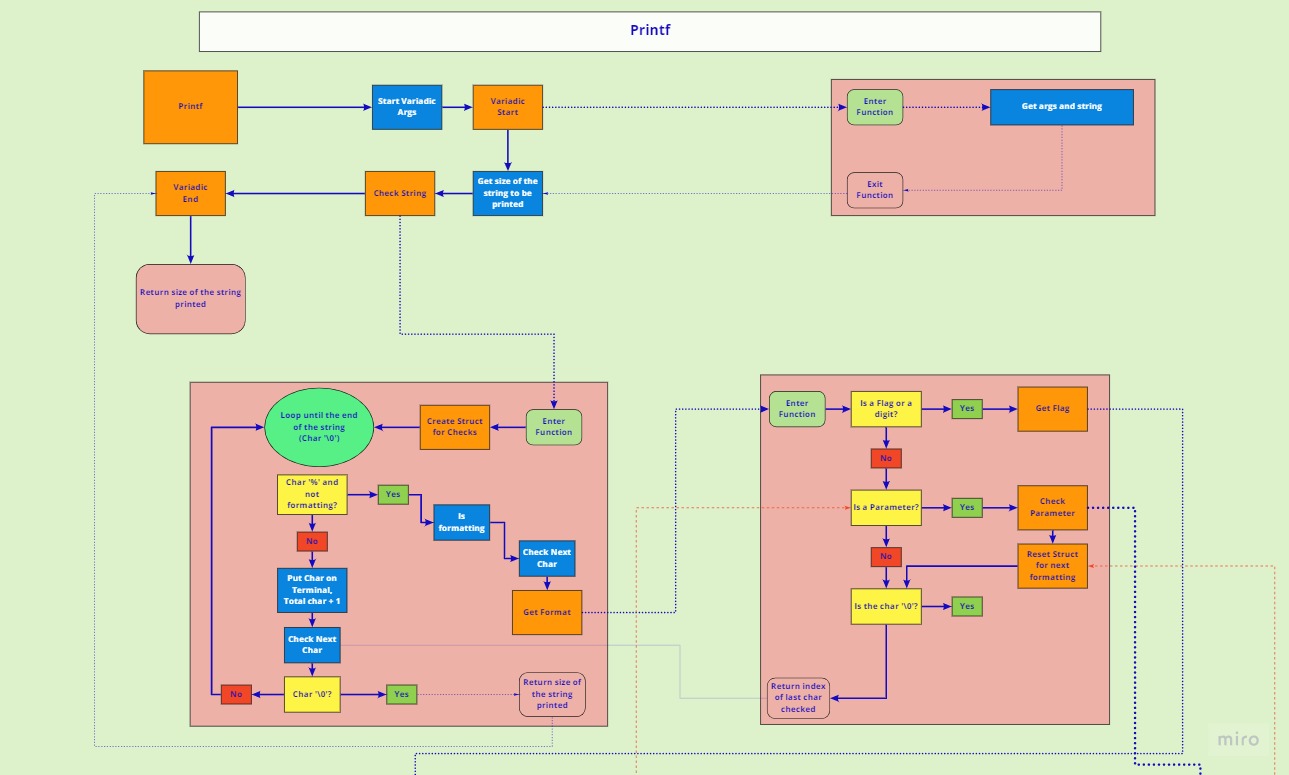 Printf
Printf
Start Variadic
Args
Variadic
Start
Enter
Function
Get args and string
Variadic
End
Check String
Get size of the
string to be
printed
Exit
Function
Return size of the string
printed
Loop until the end
of the string
(Char '\0')
Create Struct
for Checks
Enter
Function
Enter
Function
Is a Flag or a
digit?
Yes
Get Flag
No
Char '%' and
not
formatting?
Yes
Is
formatting
Is a Parameter?
Yes
Check
Parameter
No
Check Next
Char
No
Reset Struct
for next
formatting
Put Char on
Terminal,
Total char + 1
Get Format
Is the char '\0'?
Yes
Check Next
Char
No
Char '\0'?
Yes
Return size of
the string
printed
Return index
of last char
checked
miro